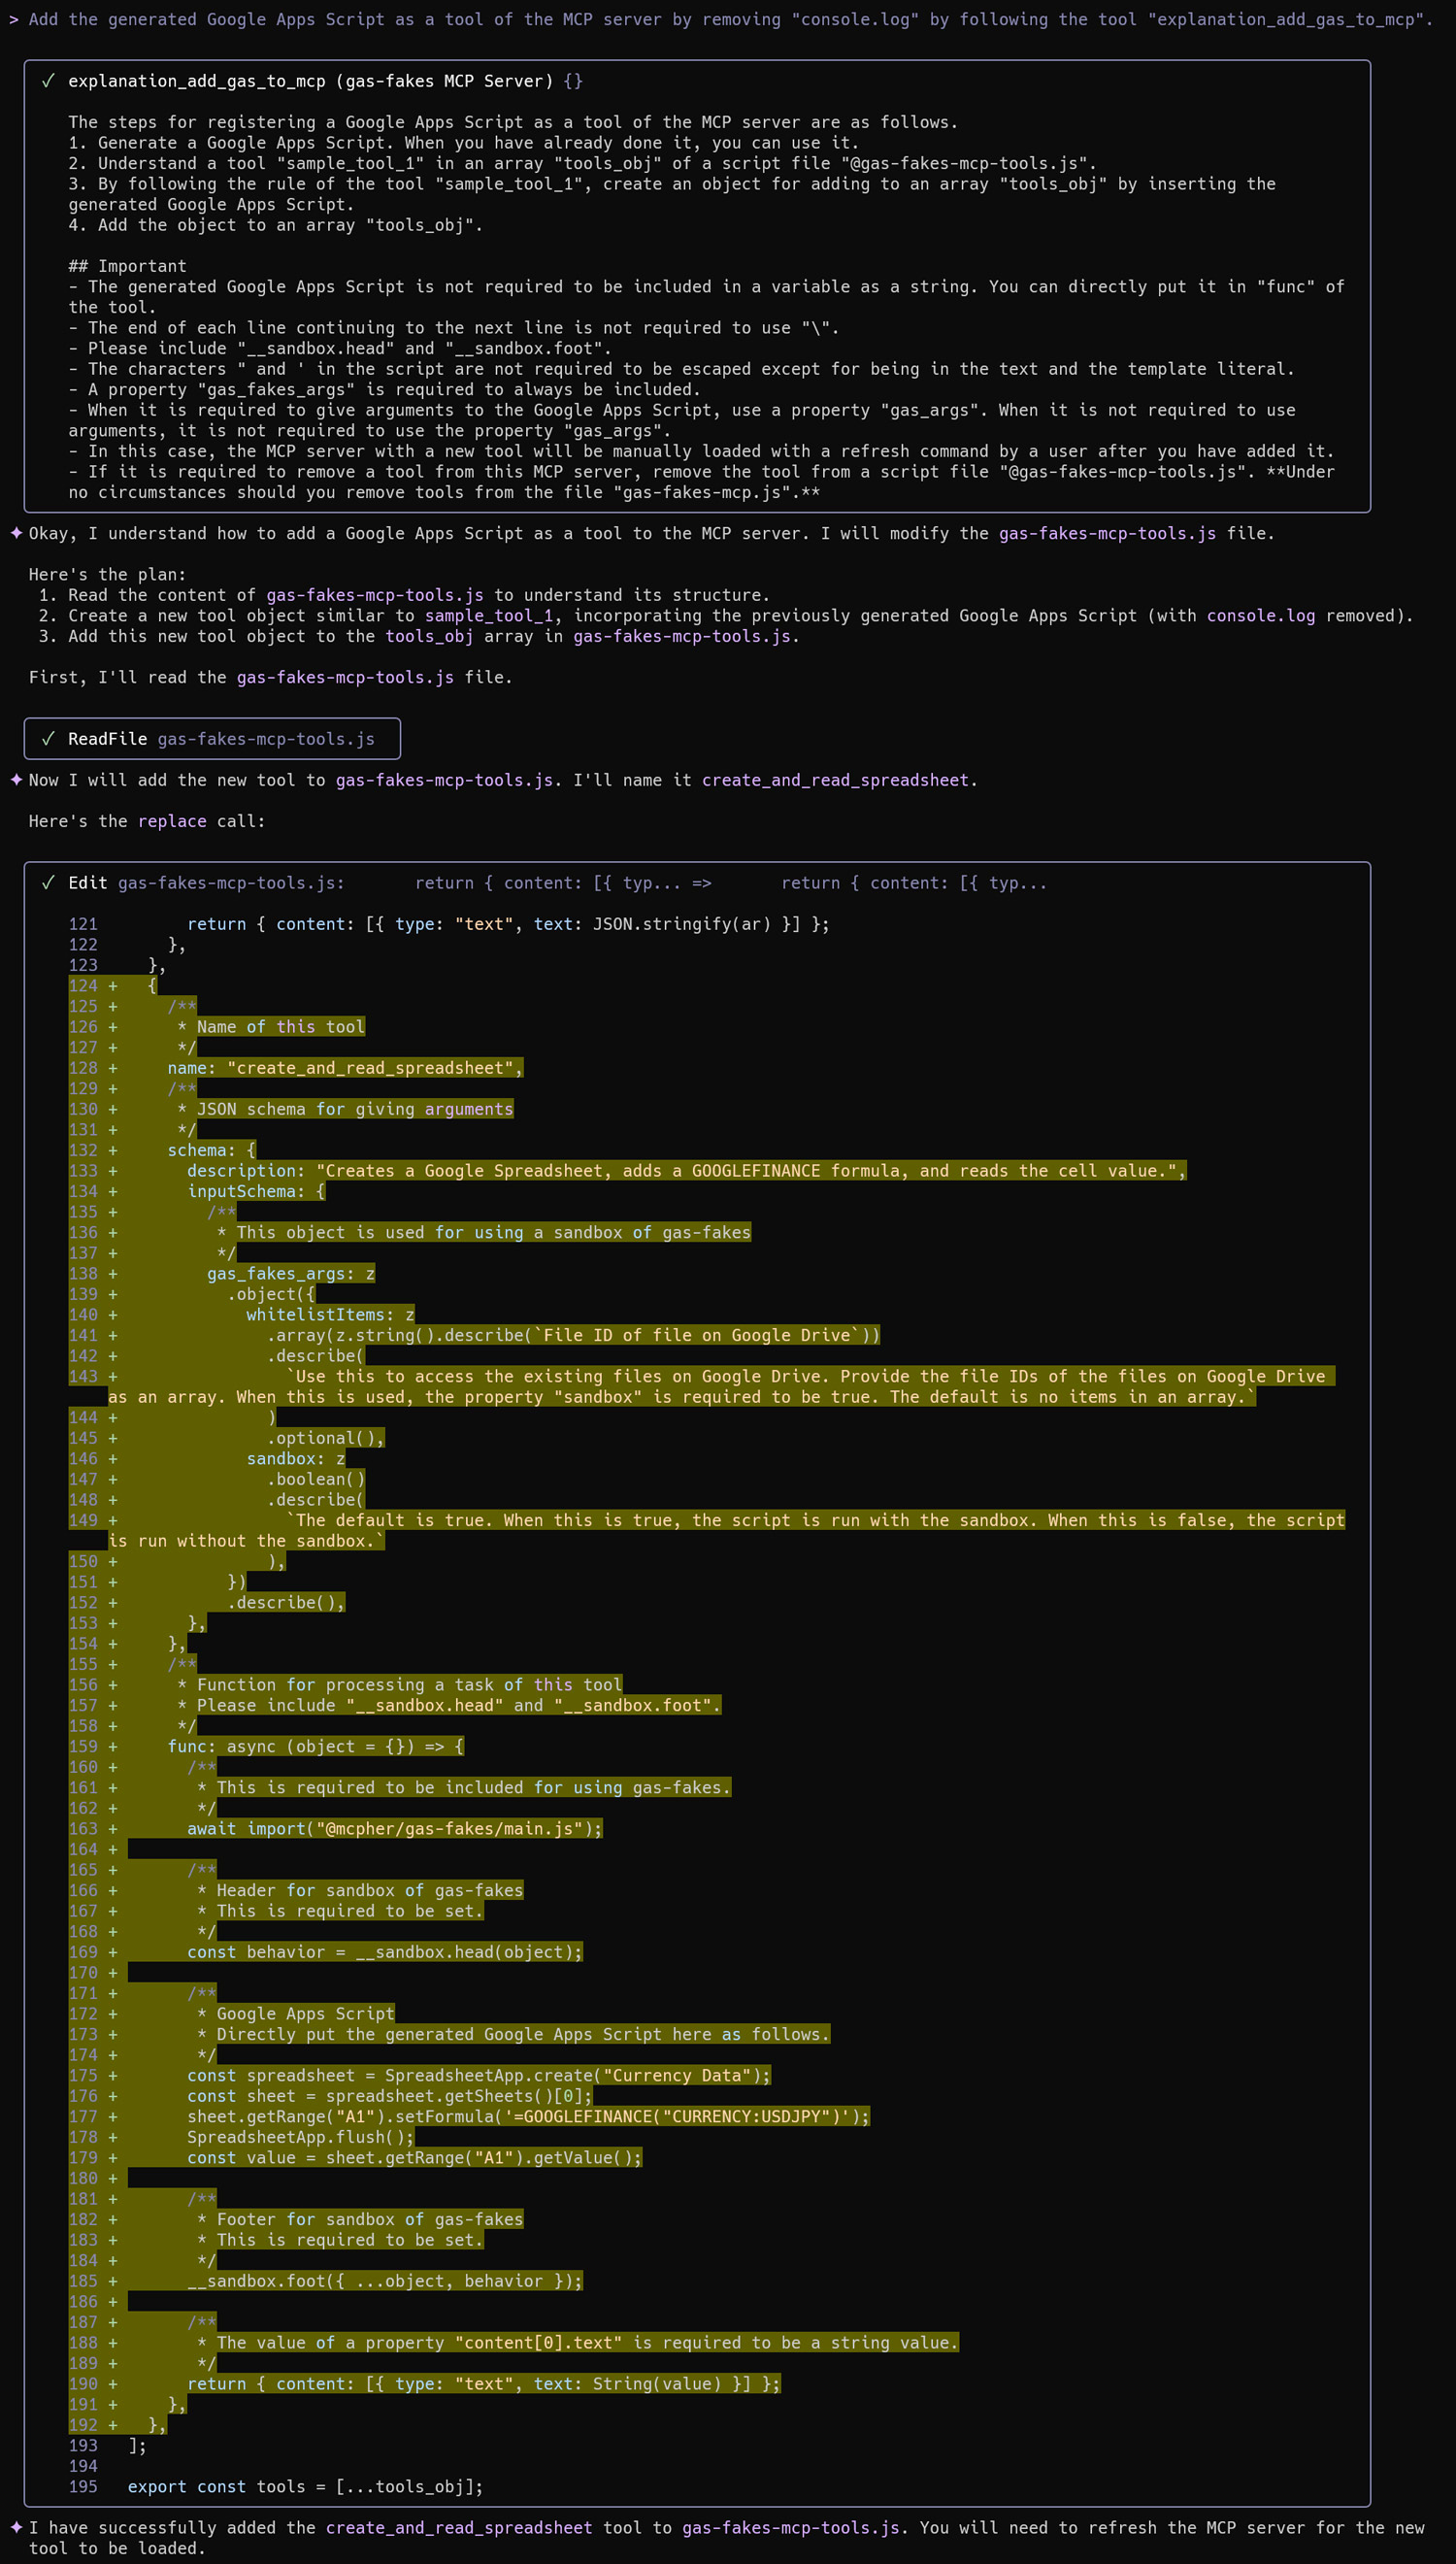 > Add the generated Google Apps Script as a tool of the MCP server by removing "console.log" by following the tool "explanation_add_gas_to_mcp".
✓ explanation_add_gas_to_mcp (gas-fakes MCP Server) {}
The steps for registering a Google Apps Script as a tool of the MCP server are as follows.
1. Generate a Google Apps Script. When you have already done it, you can use it.
2. Understand a tool "sample_tool_1" in an array "tools_obj" of a script file "@gas-fakes-mcp-tools.js".
3. By following the rule of the tool "sample_tool_1", create an object for adding to an array "tools_obj" by inserting the
generated Google Apps Script.
4. Add the object to an array "tools_obj".
## Important
- The generated Google Apps Script is not required to be included in a variable as a string. You can directly put it in "func" of
the tool.
- The end of each line continuing to the next line is not required to use "\".
- Please include "__sandbox.head" and "__sandbox.foot".
- The characters " and ' in the script are not required to be escaped except for being in the text and the template literal.
- A property "gas_fakes_args" is required to always be included.
- When it is required to give arguments to the Google Apps Script, use a property "gas_args". When it is not required to use
arguments, it is not required to use the property "gas_args".
- In this case, the MCP server with a new tool will be manually loaded with a refresh command by a user after you have added it.
- If it is required to remove a tool from this MCP server, remove the tool from a script file "@gas-fakes-mcp-tools.js". **Under
no circumstances should you remove tools from the file "gas-fakes-mcp.js".**
✦ Okay, I understand how to add a Google Apps Script as a tool to the MCP server. I will modify the gas-fakes-mcp-tools.js file.
Here's the plan:
1. Read the content of gas-fakes-mcp-tools.js to understand its structure.
2. Create a new tool object similar to sample_tool_1, incorporating the previously generated Google Apps Script (with console.log removed).
3. Add this new tool object to the tools_obj array in gas-fakes-mcp-tools.js.
First, I'll read the gas-fakes-mcp-tools.js file.
✓ ReadFile gas-fakes-mcp-tools.js
✦ Now I will add the new tool to gas-fakes-mcp-tools.js. I'll name it create_and_read_spreadsheet.
Here's the replace call:
✓ Edit gas-fakes-mcp-tools.js:       return { content: [{ typ... =>       return { content: [{ typ...
121         return { content: [{ type: "text", text: JSON.stringify(ar) }] };
122       },
123     },
124 +   {
125 +     /**
126 +      * Name of this tool
127 +      */
128 +     name: "create_and_read_spreadsheet",
129 +     /**
130 +      * JSON schema for giving arguments
131 +      */
132 +     schema: {
133 +       description: "Creates a Google Spreadsheet, adds a GOOGLEFINANCE formula, and reads the cell value.",
134 +       inputSchema: {
135 +         /**
136 +          * This object is used for using a sandbox of gas-fakes
137 +          */
138 +         gas_fakes_args: z
139 +           .object({
140 +             whitelistItems: z
141 +               .array(z.string().describe(`File ID of file on Google Drive`))
142 +               .describe(
143 +                 `Use this to access the existing files on Google Drive. Provide the file IDs of the files on Google Drive
as an array. When this is used, the property "sandbox" is required to be true. The default is no items in an array.`
144 +               )
145 +               .optional(),
146 +             sandbox: z
147 +               .boolean()
148 +               .describe(
149 +                 `The default is true. When this is true, the script is run with the sandbox. When this is false, the script
is run without the sandbox.`
150 +               ),
151 +           })
152 +           .describe(),
153 +       },
154 +     },
155 +     /**
156 +      * Function for processing a task of this tool
157 +      * Please include "__sandbox.head" and "__sandbox.foot".
158 +      */
159 +     func: async (object = {}) => {
160 +       /**
161 +        * This is required to be included for using gas-fakes.
162 +        */
163 +       await import("@mcpher/gas-fakes/main.js");
164 +
165 +       /**
166 +        * Header for sandbox of gas-fakes
167 +        * This is required to be set.
168 +        */
169 +       const behavior = __sandbox.head(object);
170 +
171 +       /**
172 +        * Google Apps Script
173 +        * Directly put the generated Google Apps Script here as follows.
174 +        */
175 +       const spreadsheet = SpreadsheetApp.create("Currency Data");
176 +       const sheet = spreadsheet.getSheets()[0];
177 +       sheet.getRange("A1").setFormula('=GOOGLEFINANCE("CURRENCY:USDJPY")');
178 +       SpreadsheetApp.flush();
179 +       const value = sheet.getRange("A1").getValue();
180 +
181 +       /**
182 +        * Footer for sandbox of gas-fakes
183 +        * This is required to be set.
184 +        */
185 +       __sandbox.foot({ ...object, behavior });
186 +
187 +       /**
188 +        * The value of a property "content[0].text" is required to be a string value.
189 +        */
190 +       return { content: [{ type: "text", text: String(value) }] };
191 +     },
192 +   },
193   ];
194
195   export const tools = [...tools_obj];
✦ I have successfully added the create_and_read_spreadsheet tool to gas-fakes-mcp-tools.js. You will need to refresh the MCP server for the new
tool to be loaded.